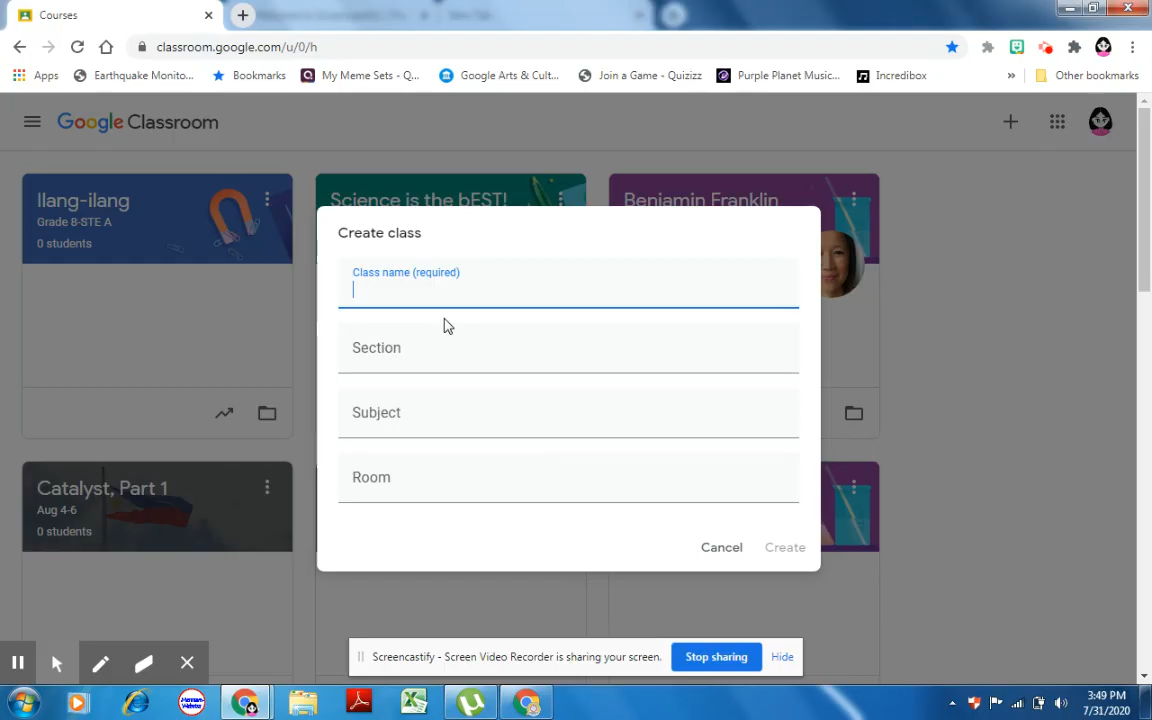 Courses
classroom.google.com/u/0/h
Apps
Earthquake Monito...
Bookmarks
My Meme Sets - Q...
Google Arts & Cult...
Join a Game - Quizizz
Purple Planet Music...
Incredibox
Other bookmarks
Google Classroom
Ilang-ilang
Grade 8-STE A
0 students
Science is the bEST!
Benjamin Franklin
Create class
Class name (required)
Section
Subject
Room
Cancel
Create
Catalyst, Part 1
Aug 4-6
0 students
Screencastify - Screen Video Recorder is sharing your screen.
Stop sharing
Hide
3:49 PM
7/31/2020